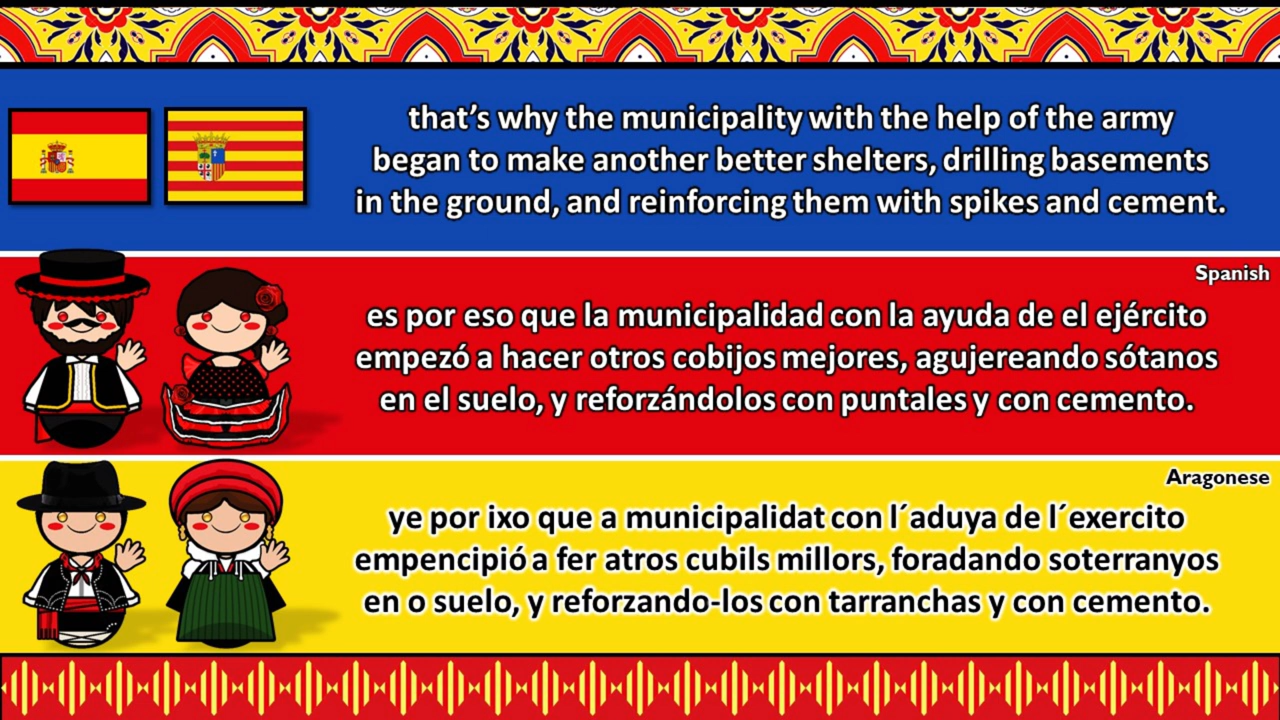 that's why the municipality with the help of the army
began to make another better shelters, drilling basements
in the ground, and reinforcing them with spikes and cement.
Spanish
es por eso que la municipalidad con la ayuda de el ejército
empezó a hacer otros cobijos mejores, agujereando sótanos
en el suelo, y reforzándolos con puntales y con cemento.
Aragonese
ye por ixo que a municipalidat con l´aduya de l´exercito
empencipió a fer atros cubils millors, foradando soterranyos
en o suelo, y reforzando-los con tarranchas y con cemento.